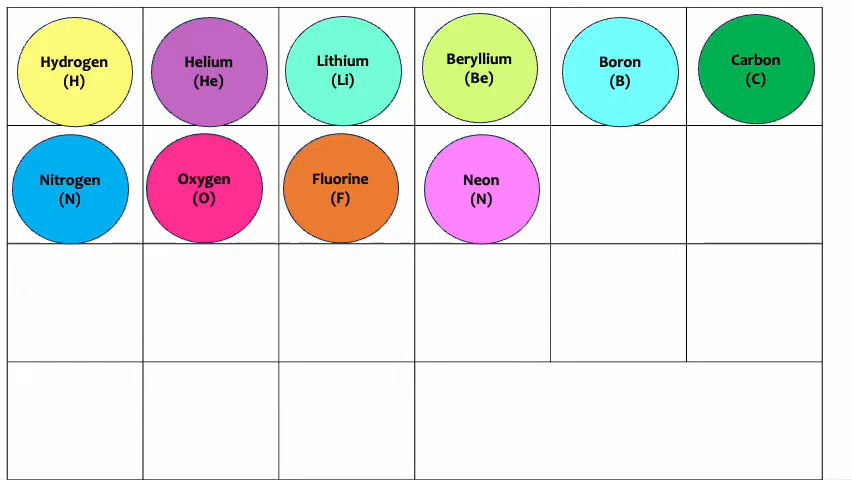 Hydrogen
(H)
Helium
(He)
Lithium
(Li)
Beryllium
(Be)
Boron
(B)
Carbon
(C)
Nitrogen
(N)
Oxygen
(O)
Fluorine
(F)
Neon
(N)